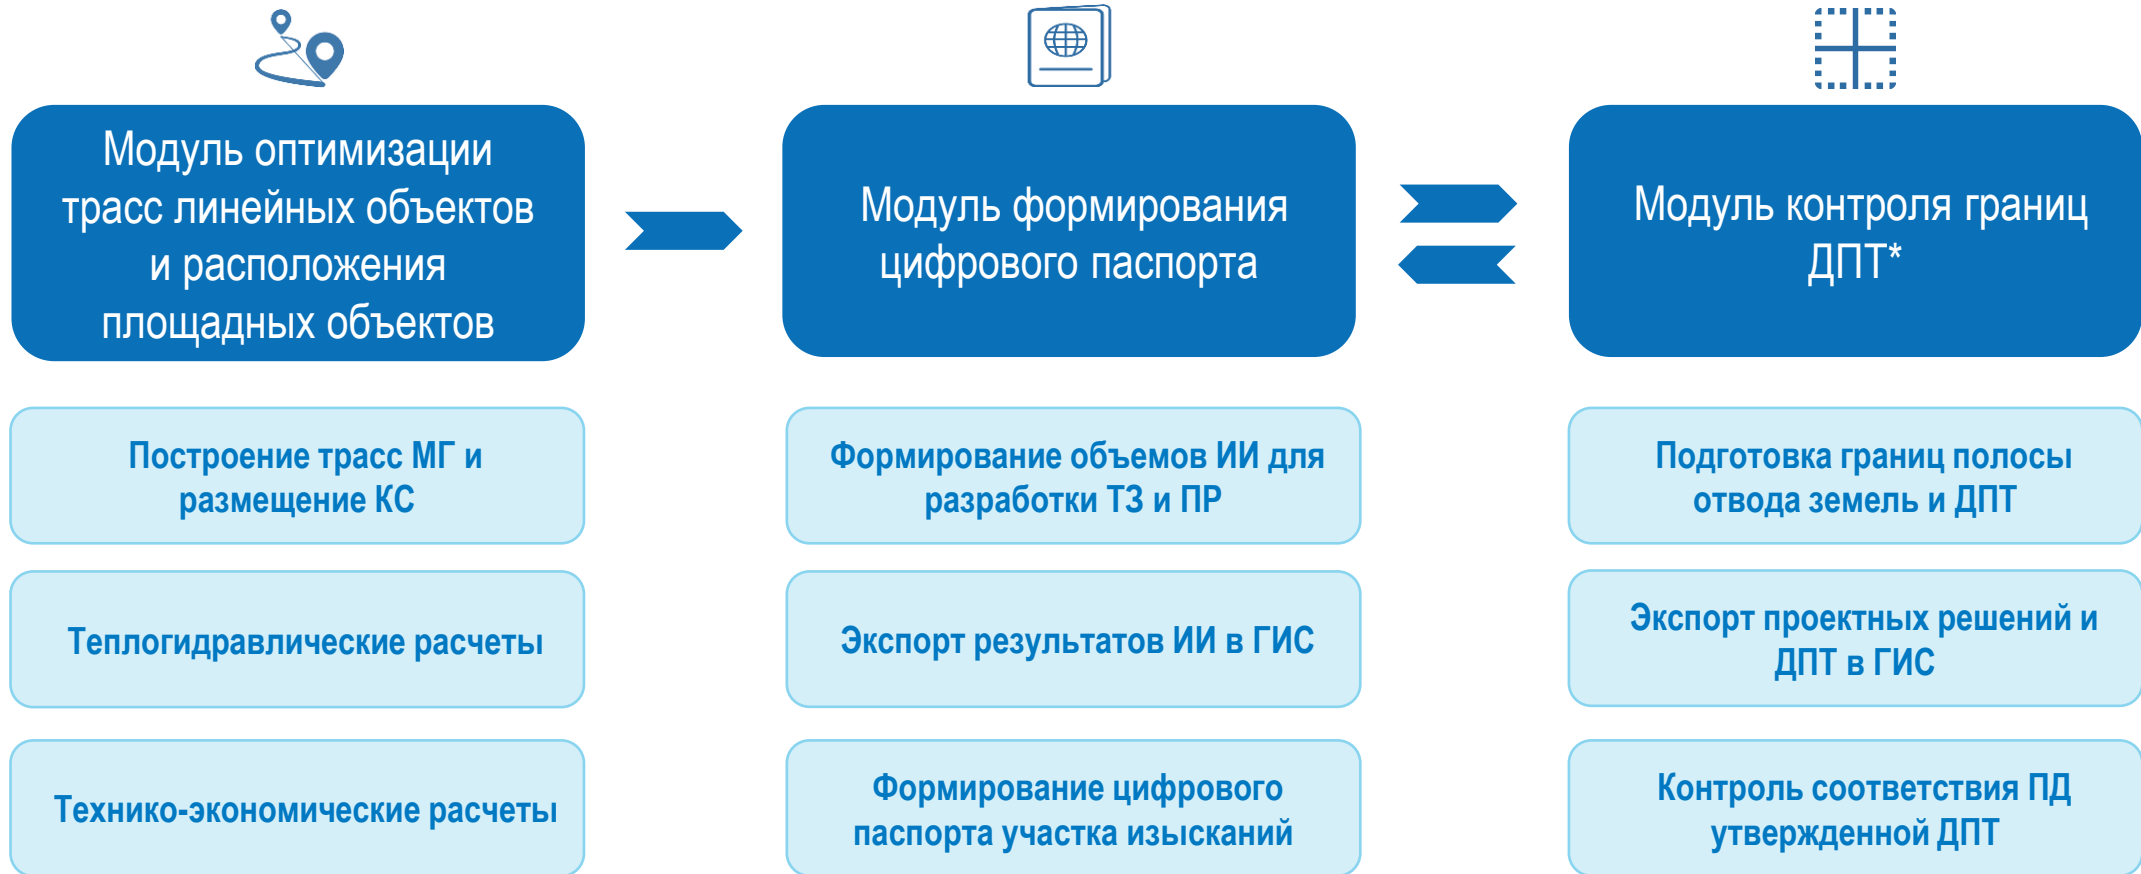 Модуль оптимизации
трасс линейных объектов
и расположения
площадных объектов
Модуль формирования
цифрового паспорта
Модуль контроля границ
ДПТ*
Построение трасс МГ и
размещение КС
Формирование объемов ИИ для
разработки ТЗ и ПР
Подготовка границ полосы
отвода земель и ДПТ
Теплогидравлические расчеты
Экспорт результатов ИИ в ГИС
Экспорт проектных решений и
ДПТ в ГИС
Технико-экономические расчеты
Формирование цифрового
паспорта участка изысканий
Контроль соответствия ПД
утвержденной ДПТ